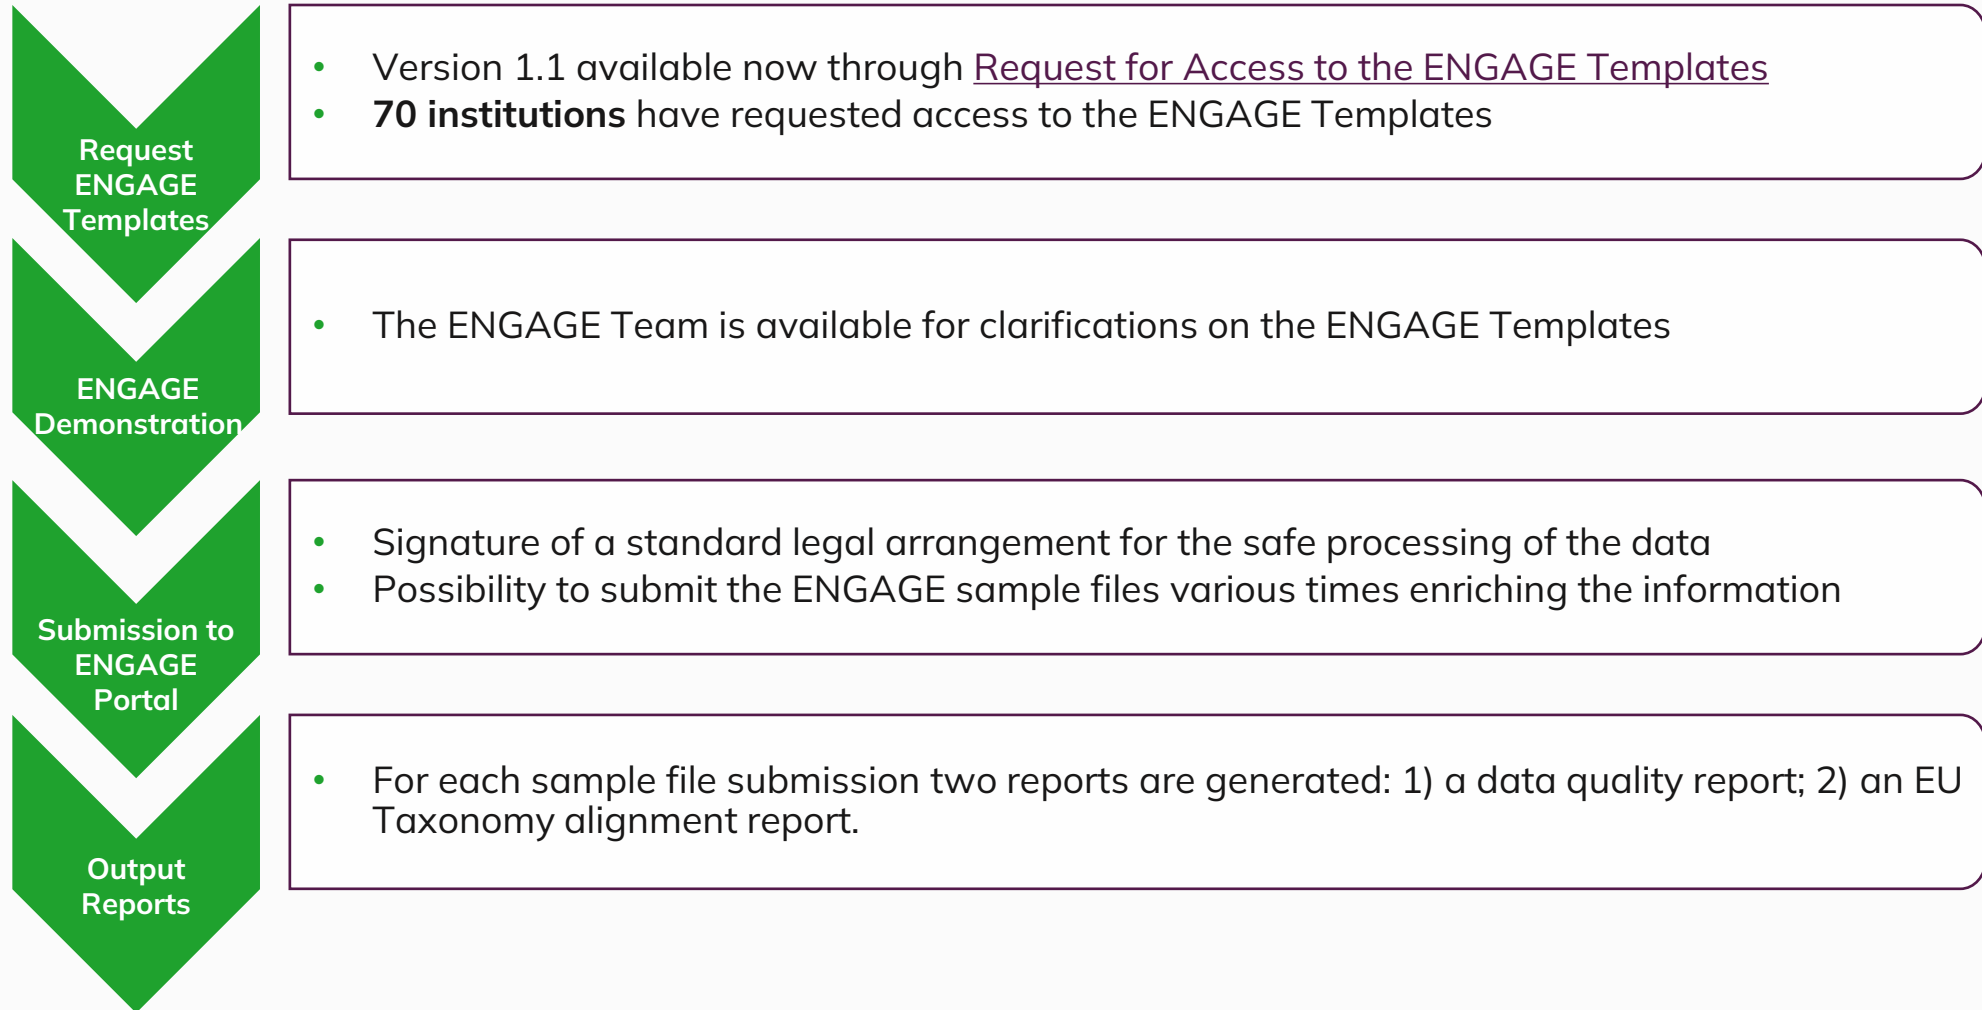 Request
ENGAGE
Templates
• Version 1.1 available now through Request for Access to the ENGAGE Templates
• 70 institutions have requested access to the ENGAGE Templates
ENGAGE
Demonstration
• The ENGAGE Team is available for clarifications on the ENGAGE Templates
Submission to
ENGAGE
Portal
• Signature of a standard legal arrangement for the safe processing of the data
• Possibility to submit the ENGAGE sample files various times enriching the information
Output
Reports
• For each sample file submission two reports are generated: 1) a data quality report; 2) an EU
Taxonomy alignment report.